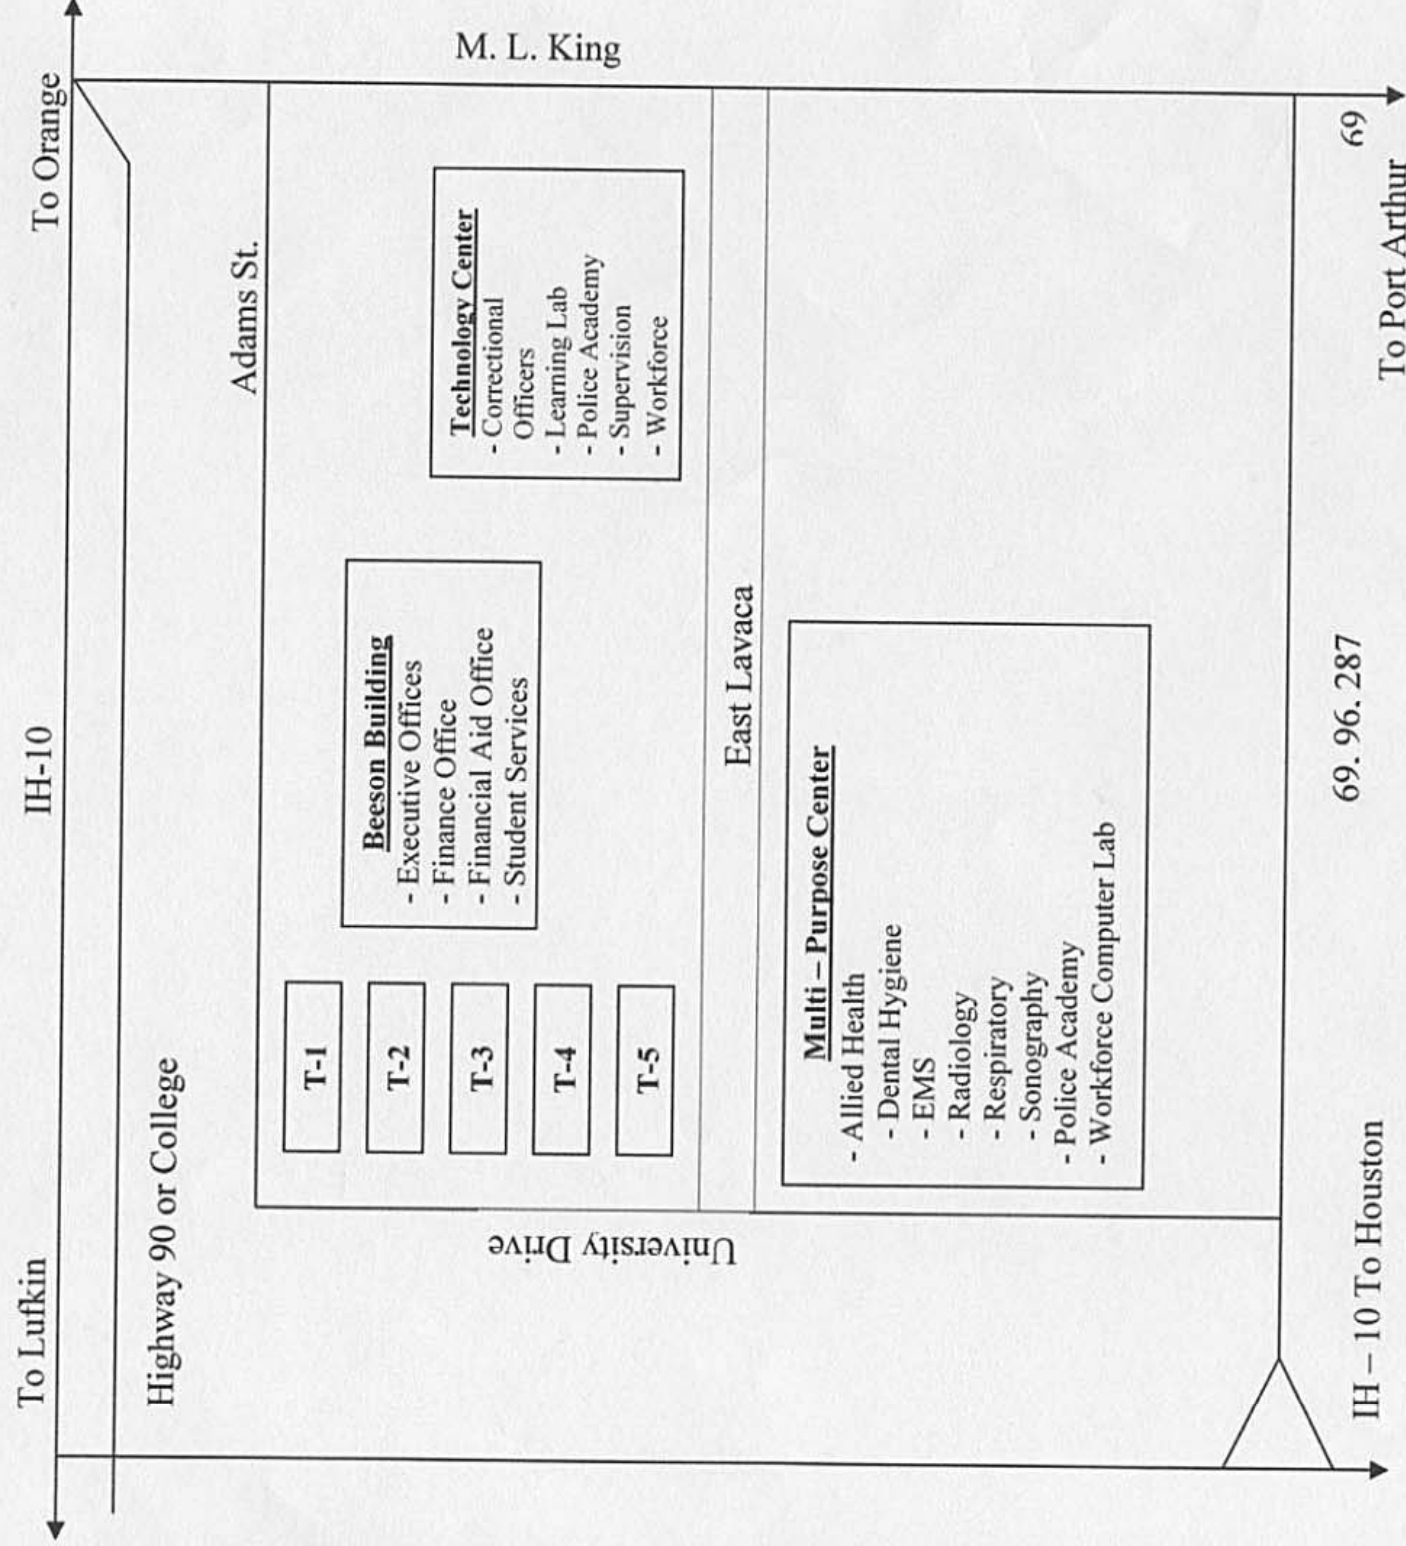 To Lufkin
IH-10
To Orange
Highway 90 or College
Adams St.
M. L. King
University Drive
T-1
T-2
T-3
T-4
T-5
Beeson Building
- Executive Offices
- Finance Office
- Financial Aid Office
- Student Services
Technology Center
- Correctional
Officers
- Learning Lab
- Police Academy
- Supervision
- Workforce
East Lavaca
Multi – Purpose Center
- Allied Health
- Dental Hygiene
- EMS
- Radiology
- Respiratory
- Sonography
- Police Academy
- Workforce Computer Lab
IH – 10 To Houston
69. 96. 287
69
To Port Arthur